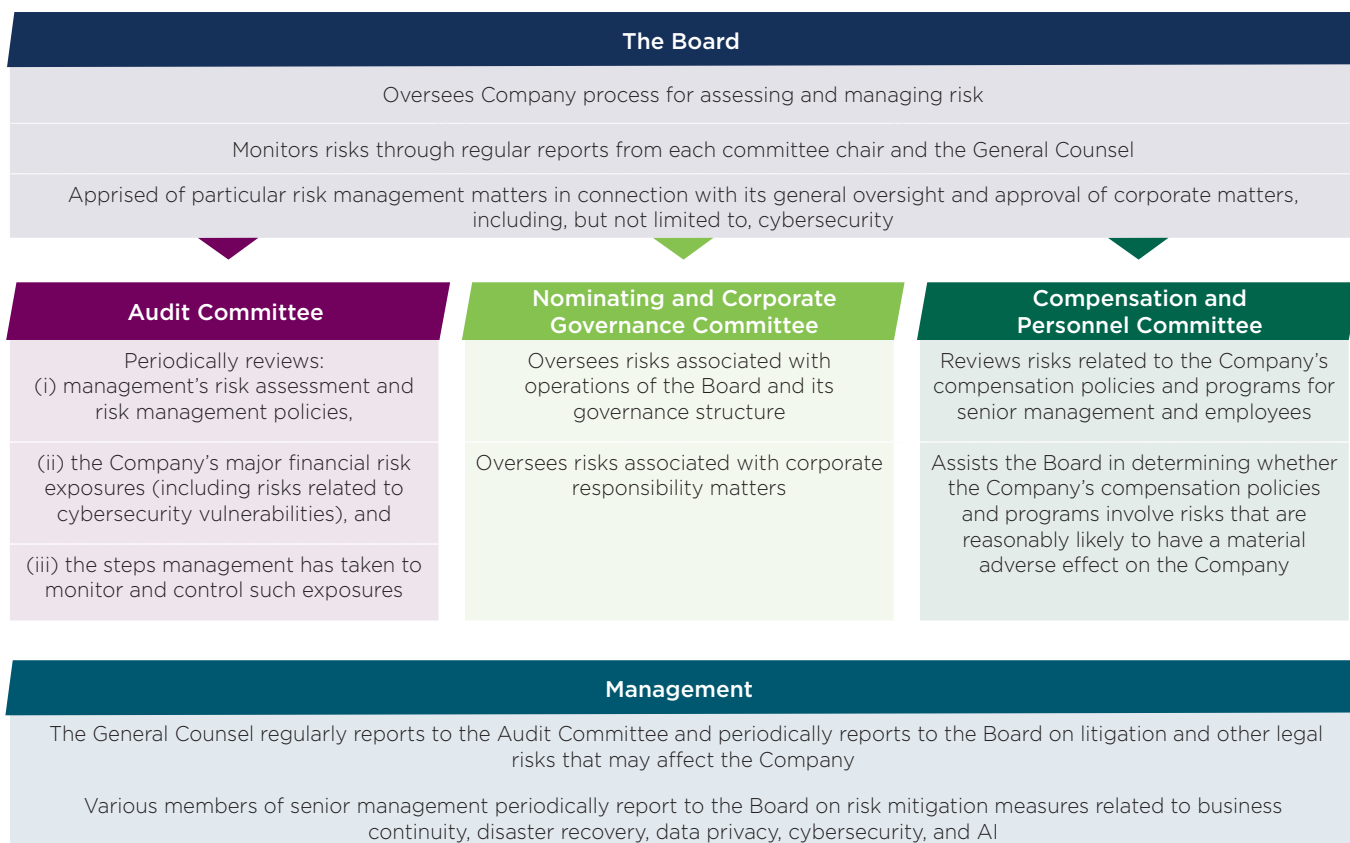 The Board
Oversees Company process for assessing and managing risk
Monitors risks through regular reports from each committee chair and the General Counsel
Apprised of particular risk management matters in connection with its general oversight and approval of corporate matters,
including, but not limited to, cybersecurity
Audit Committee
Periodically reviews:
(i) management's risk assessment and
risk management policies,
(ii) the Company's major financial risk
exposures (including risks related to
cybersecurity vulnerabilities), and
(iii) the steps management has taken to
monitor and control such exposures
Nominating and Corporate
Governance Committee
Oversees risks associated with
operations of the Board and its
governance structure
Oversees risks associated with corporate
responsibility matters
Compensation and
Personnel Committee
Reviews risks related to the Company's
compensation policies and programs for
senior management and employees
Assists the Board in determining whether
the Company's compensation policies
and programs involve risks that are
reasonably likely to have a material
adverse effect on the Company
Management
The General Counsel regularly reports to the Audit Committee and periodically reports to the Board on litigation and other legal
risks that may affect the Company
Various members of senior management periodically report to the Board on risk mitigation measures related to business
continuity, disaster recovery, data privacy, cybersecurity, and AI